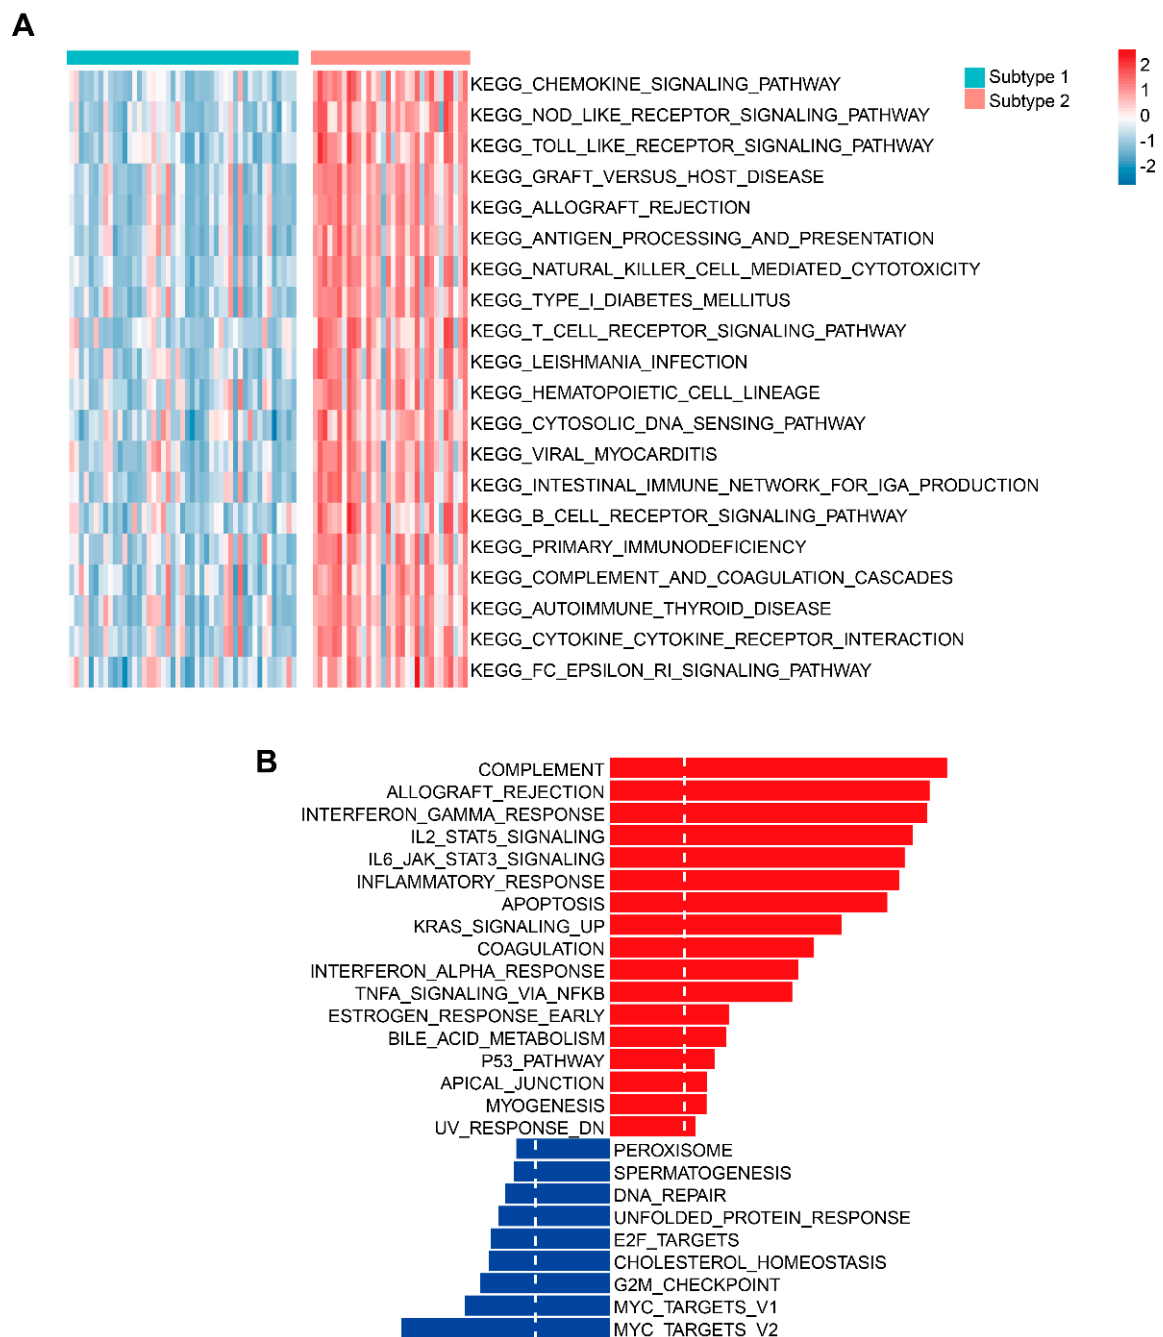 A
KEGG_CHEMOKINE_SIGNALING_PATHWAY
KEGG_NOD_LIKE_RECEPTOR_SIGNALING_PATHWAY
KEGG_TOLL_LIKE_RECEPTOR_SIGNALING_PATHWAY
KEGG_GRAFT_VERSUS_HOST_DISEASE
KEGG_ALLOGRAFT_REJECTION
KEGG_ANTIGEN_PROCESSING_AND_PRESENTATION
KEGG_NATURAL_KILLER_CELL_MEDIATED_CYTOTOXICITY
KEGG_TYPE_I_DIABETES_MELLITUS
KEGG_T_CELL_RECEPTOR_SIGNALING_PATHWAY
KEGG_LEISHMANIA_INFECTION
KEGG_HEMATOPOIETIC_CELL_LINEAGE
KEGG_CYTOSOLIC_DNA_SENSING_PATHWAY
KEGG_VIRAL_MYOCARDITIS
KEGG_INTESTINAL_IMMUNE_NETWORK_FOR_IGA_PRODUCTION
KEGG_B_CELL_RECEPTOR_SIGNALING_PATHWAY
KEGG_PRIMARY_IMMUNODEFICIENCY
KEGG_COMPLEMENT_AND_COAGULATION_CASCADES
KEGG_AUTOIMMUNE_THYROID_DISEASE
KEGG_CYTOKINE_CYTOKINE_RECEPTOR_INTERACTION
KEGG_FC_EPSILON_RI_SIGNALING_PATHWAY
Subtype 1
Subtype 2
2
1
0
-1
-2
B
COMPLEMENT
ALLOGRAFT_REJECTION
INTERFERON_GAMMA_RESPONSE
IL2_STAT5_SIGNALING
IL6_JAK_STAT3_SIGNALING
INFLAMMATORY_RESPONSE
APOPTOSIS
KRAS_SIGNALING_UP
COAGULATION
INTERFERON_ALPHA_RESPONSE
TNFA_SIGNALING_VIA_NFKB
ESTROGEN_RESPONSE_EARLY
BILE_ACID_METABOLISM
P53_PATHWAY
APICAL_JUNCTION
MYOGENESIS
UV_RESPONSE_DN
PEROXISOME
SPERMATOGENESIS
DNA_REPAIR
UNFOLDED_PROTEIN_RESPONSE
E2F_TARGETS
CHOLESTEROL_HOMEOSTASIS
G2M_CHECKPOINT
MYC_TARGETS_V1
MYC_TARGETS_V2